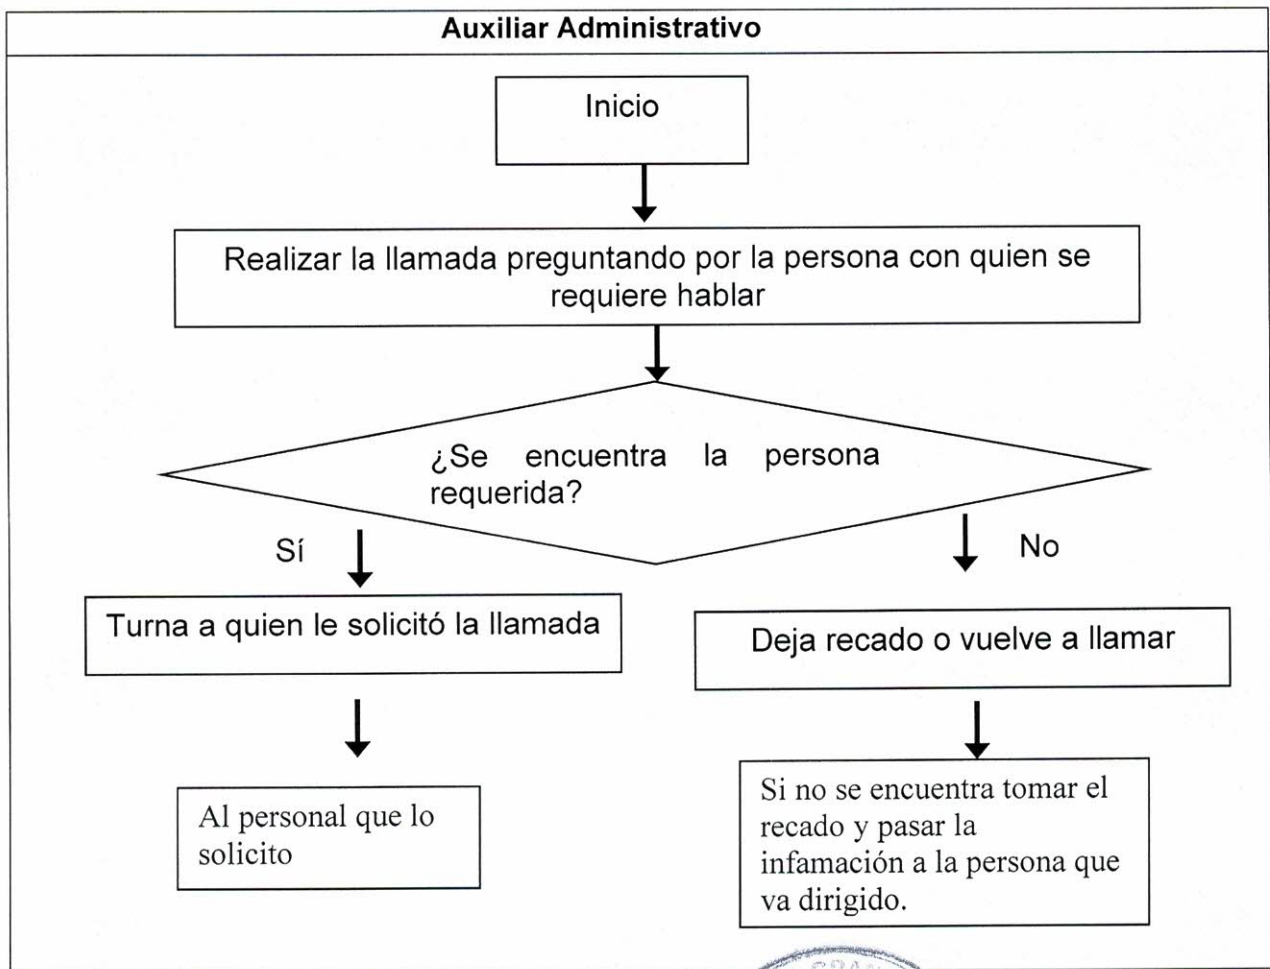 Auxiliar Administrativo
Inicio
Realizar la llamada preguntando por la persona con quien se
requiere hablar
¿Se encuentra la persona
requerida?
Sí
No
Turna a quien le solicitó la llamada
Deja recado o vuelve a llamar
Al personal que lo
solicito
Si no se encuentra tomar el
recado y pasar la
infamación a la persona que
va dirigido.